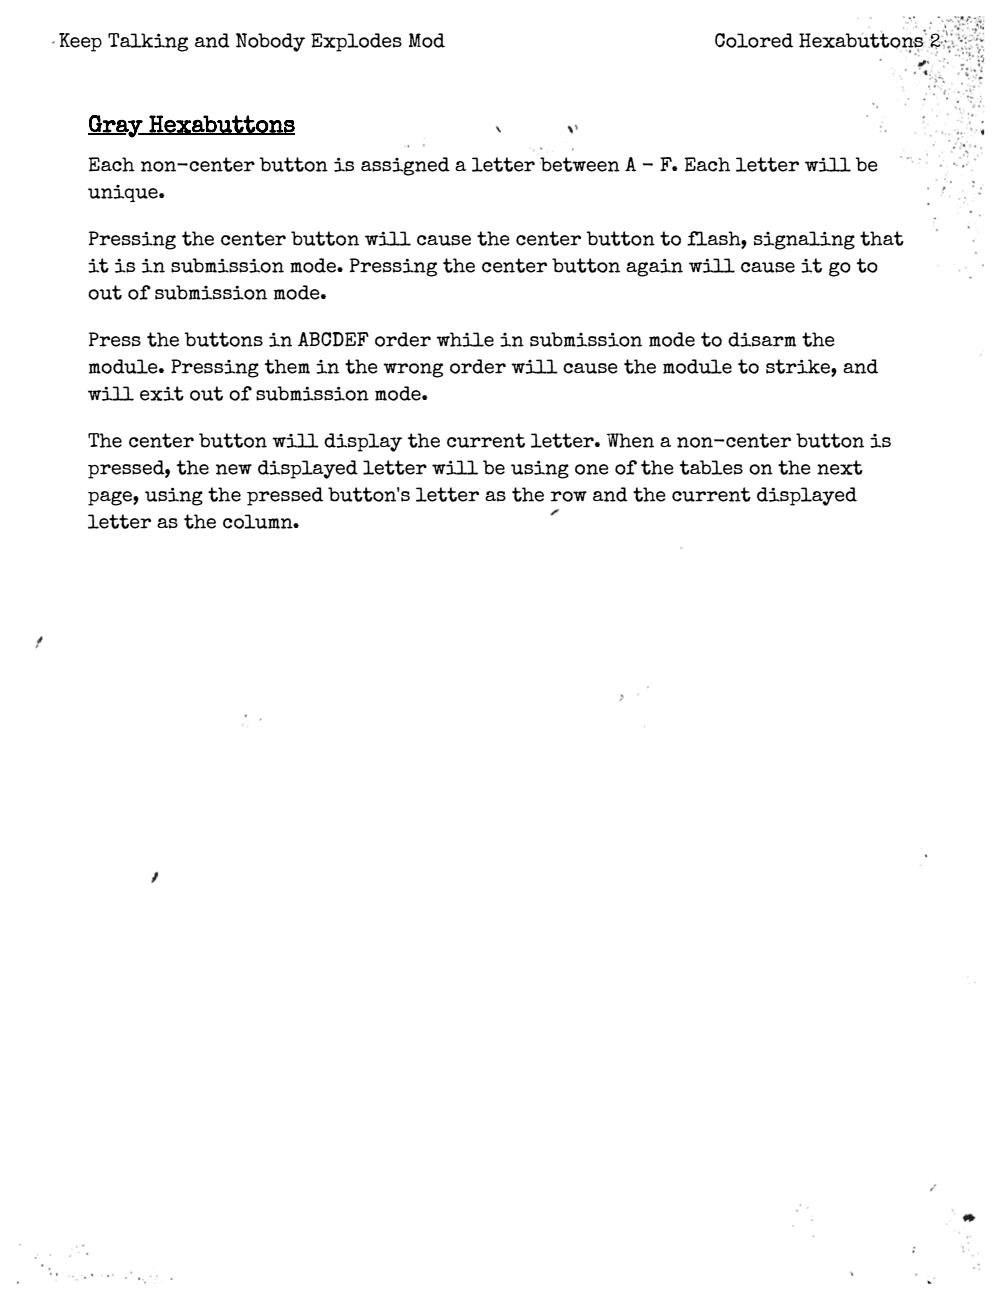 Keep Talking and Nobody Explodes Mod
Colored Hexabuttons 2
Gray Hexabuttons
Each non-center button is assigned a letter between A - F. Each letter will be
unique.
Pressing the center button will cause the center button to flash, signaling that
it is in submission mode. Pressing the center button again will cause it go to
out of submission mode.
Press the buttons in ABCDEF order while in submission mode to disarm the
module. Pressing them in the wrong order will cause the module to strike, and
will exit out of submission mode.
The center button will display the current letter. When a non-center button is
pressed, the new displayed letter will be using one of the tables on the next
page, using the pressed button's letter as the row and the current displayed
letter as the column.